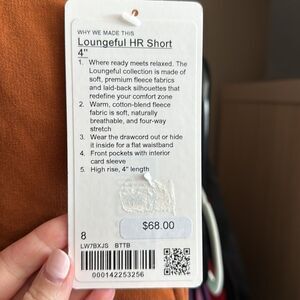 WHY WE MADE THIS
Loungeful HR Short
4"
1. Where ready meets relaxed. The
Loungeful collection is made of
soft, premium fleece fabrics
and laid-back silhouettes that
redefine your comfort zone
2. Warm, cotton-blend fleece
fabric is soft, naturally
breathable, and four-way
stretch
3. Wear the drawcord out or hide
it inside for a flat waistband
4. Front pockets with interior
card sleeve
5. High rise, 4" length
$68.00
8
LW7BXJS BTTB
000142253256